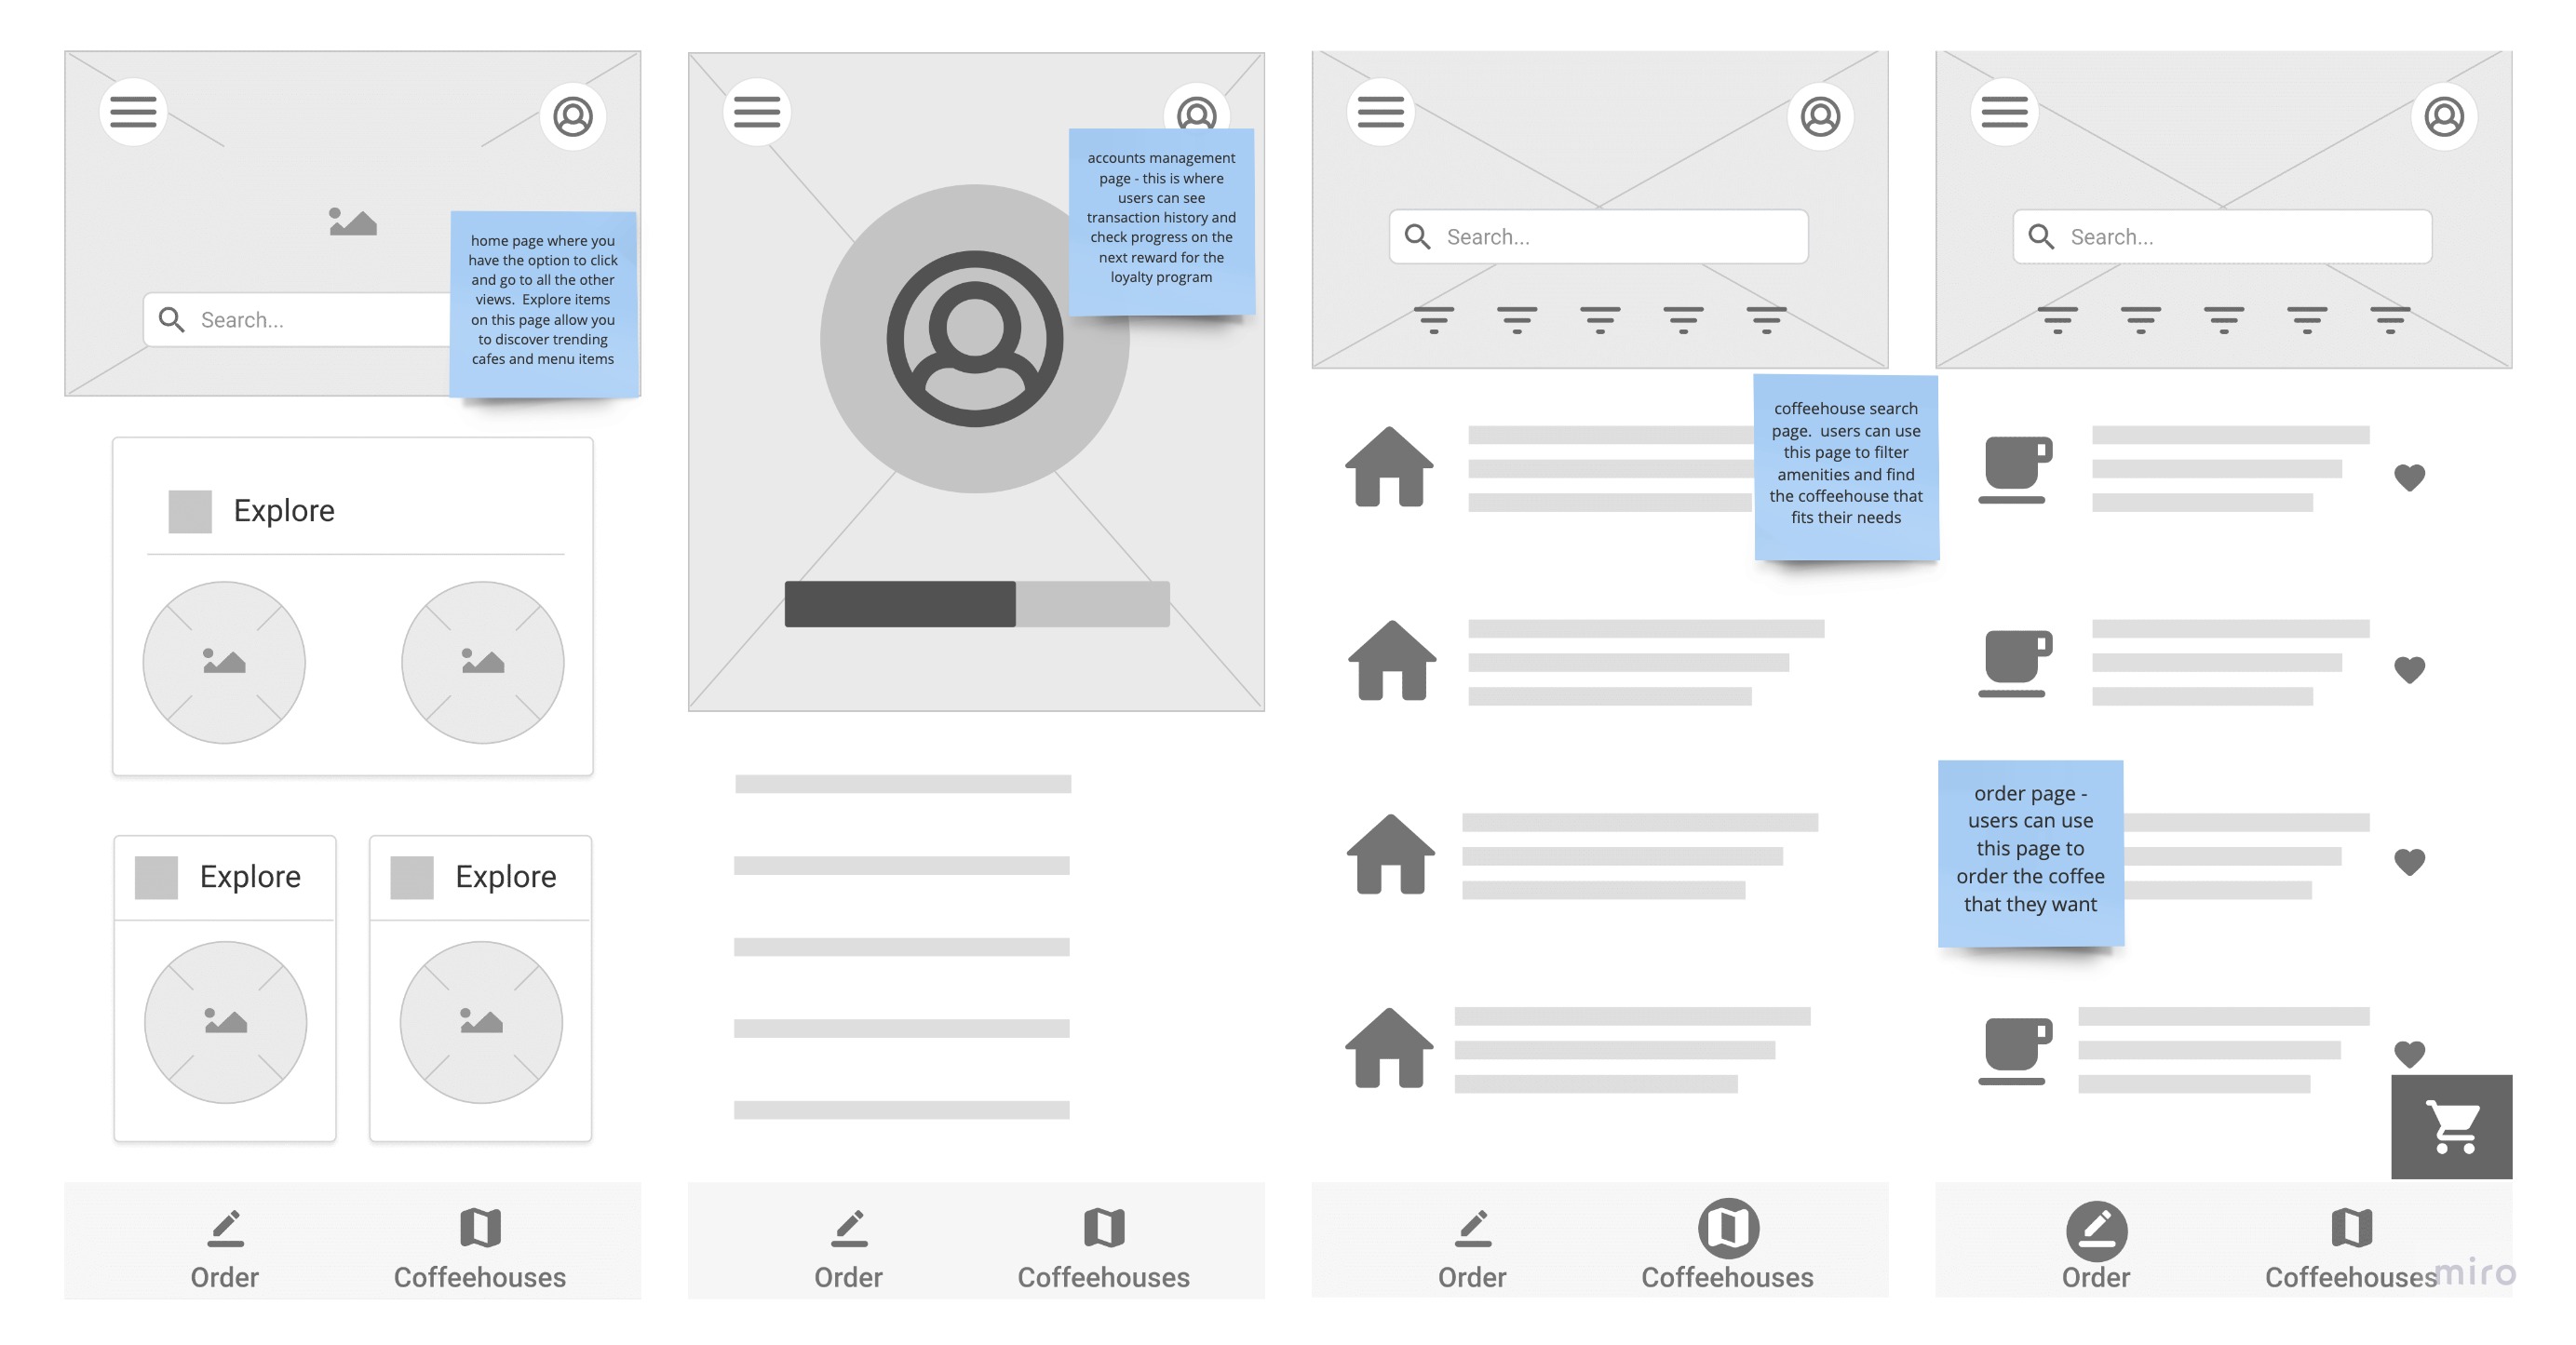 Search...
home page where you
have the option to click
and go to all the other
views.  Explore items
on this page allow you
to discover trending
cafes and menu items
Explore
Explore
Explore
Order
Coffeehouses
accounts management
page - this is where
users can see
transaction history and
check progress on the
next reward for the
loyalty program
Order
Coffeehouses
Search...
coffeehouse search
page.  users can use
this page to filter
amenities and find
the coffeehouse that
fits their needs
Order
Coffeehouses
Search...
order page -
users can use
this page to
order the coffee
that they want
Order
Coffeehouses
miro